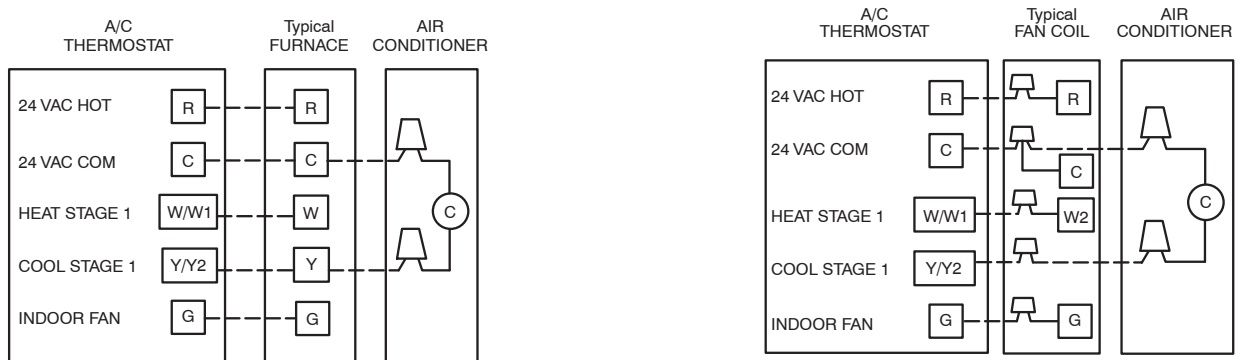 A/C
THERMOSTAT
Typical
FURNACE
AIR
CONDITIONER
24 VAC HOT R R
24 VAC COM C C
HEAT STAGE 1 W/W1 W
C
COOL STAGE 1 Y/Y2 Y
INDOOR FAN G G
A/C
THERMOSTAT
Typical
FAN COIL
AIR
CONDITIONER
24 VAC HOT R R
24 VAC COM C
C
HEAT STAGE 1 W/W1 W2
C
COOL STAGE 1 Y/Y2
INDOOR FAN G G